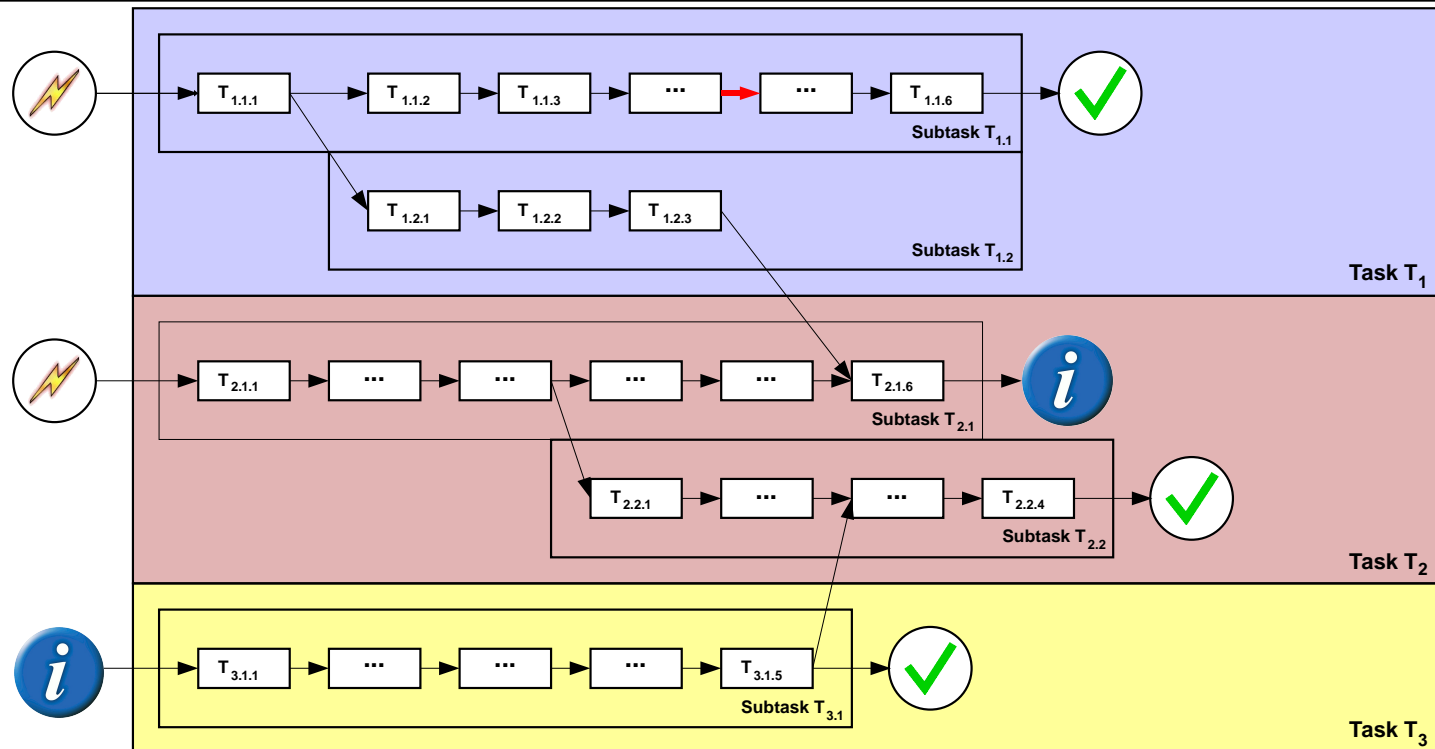 T1.1.1 T1.1.2 T1.1.3 ... ... T1.1.6
Subtask T1.1
T1.2.1 T1.2.2 T1.2.3
Subtask T1.2
Task T1
T2.1.1 ... ... ... ... T2.1.6
Subtask T2.1
T2.2.1 ... ... T2.2.4
Subtask T2.2
Task T2
T3.1.1 ... ... ... T3.1.5
Subtask T3.1
Task T3
i
i